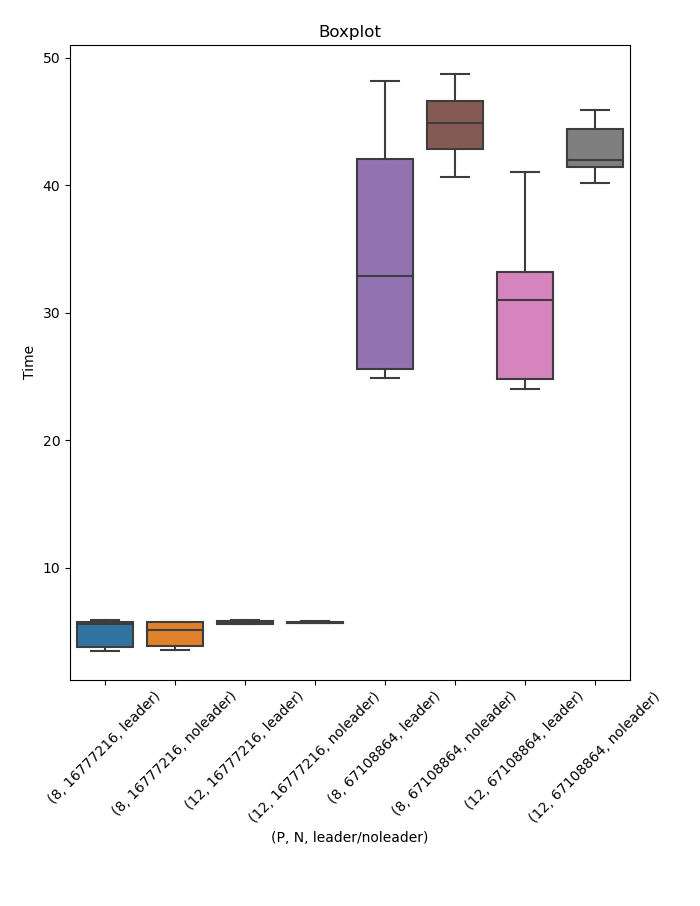 Boxplot
50
40
30
20
10
Time
(8, 16777216, leader)
(8, 16777216, noleader)
(12, 16777216, leader)
(12, 16777216, noleader)
(8, 67108864, leader)
(8, 67108864, noleader)
(12, 67108864, leader)
(12, 67108864, noleader)
(P, N, leader/noleader)